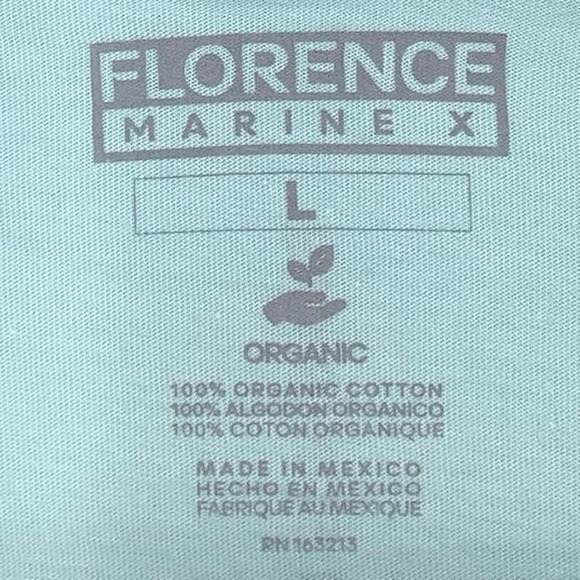 FLORENCE
MARINE X
L
ORGANIC
100% ORGANIC COTTON
100% ALGODON ORGANICO
100% COTON ORGANIQUE
MADE IN MEXICO
HECHO EN MEXICO
FABRIQUE AU MEXIQUE
RN 163213